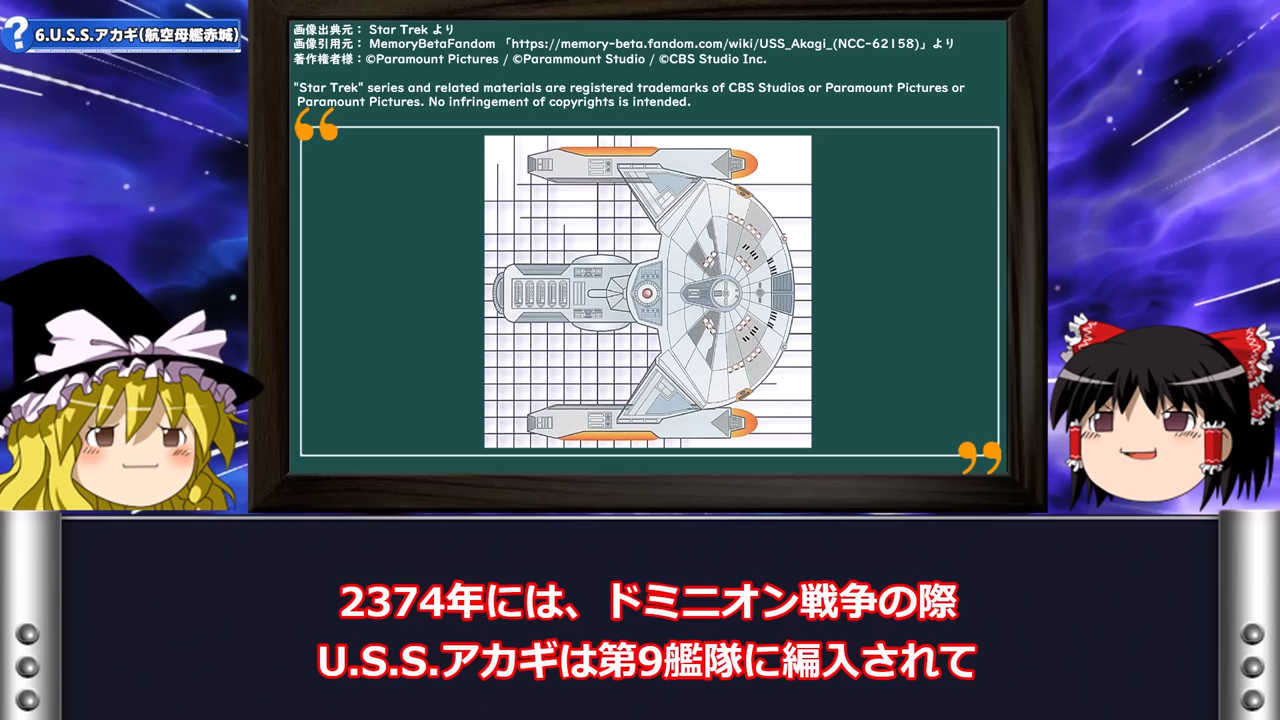 ?
6.U.S.S.アカギ(航空母艦赤城)
画像出典元： Star Trek より
画像引用元： MemoryBetaFandom 「https://memory-beta.fandom.com/wiki/USS_Akagi_(NCC-62158)」より
著作権者様：©Paramount Pictures / ©Parammount Studio / ©CBS Studio Inc.
"Star Trek" series and related materials are registered trademarks of CBS Studios or Paramount Pictures or
Paramount Pictures. No infringement of copyrights is intended.
2374年には、ドミニオン戦争の際
U.S.S.アカギは第9艦隊に編入されて